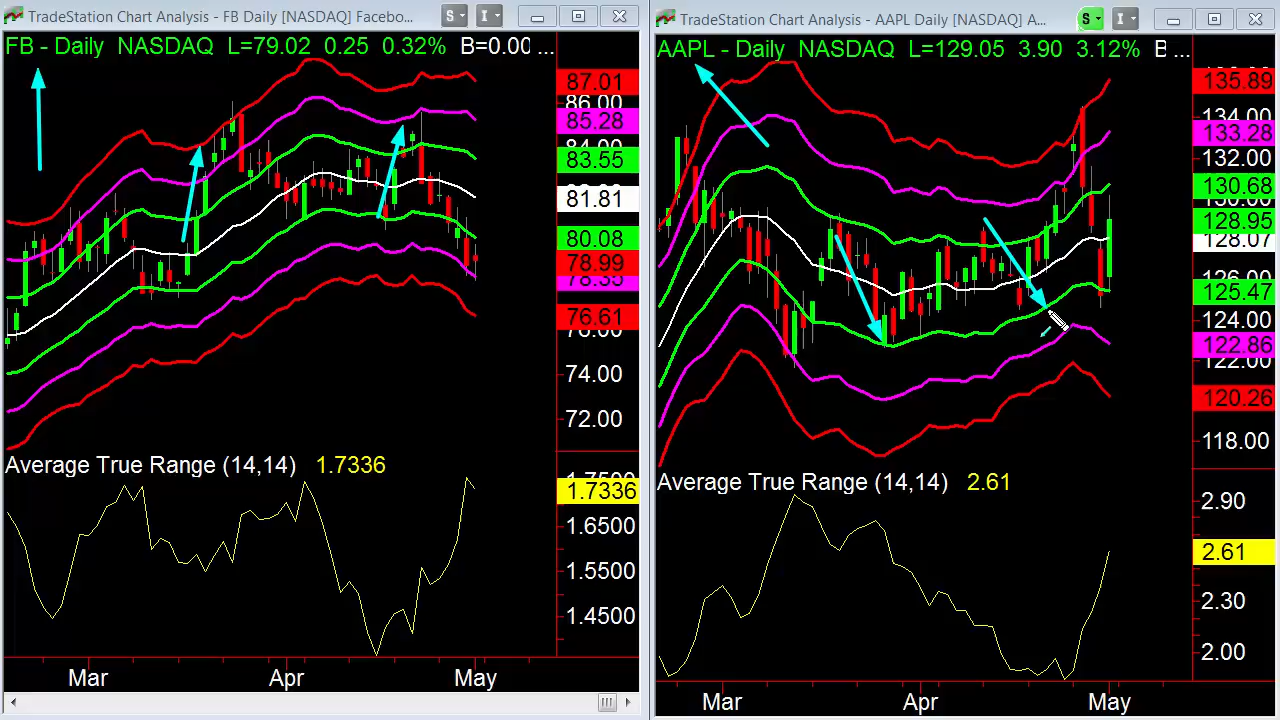 TradeStation Chart Analysis - FB Daily [NASDAQ] Faceboo...
S
I
FB - Daily NASDAQ L=79.02 0.25 0.32% B=0.00 ...
87.01
86.00
85.28
83.55
81.81
80.08
78.99
78.35
76.61
74.00
72.00
Average True Range (14,14) 1.7336
1.7336
1.6500
1.5500
1.4500
Mar Apr May
TradeStation Chart Analysis - AAPL Daily [NASDAQ] A...
S
I
AAPL - Daily NASDAQ L=129.05 3.90 3.12% B ...
135.89
134.00
133.28
132.00
130.68
128.95
128.07
125.47
124.00
122.86
122.00
120.26
118.00
Average True Range (14,14) 2.61
2.90
2.61
2.30
2.00
Mar Apr May